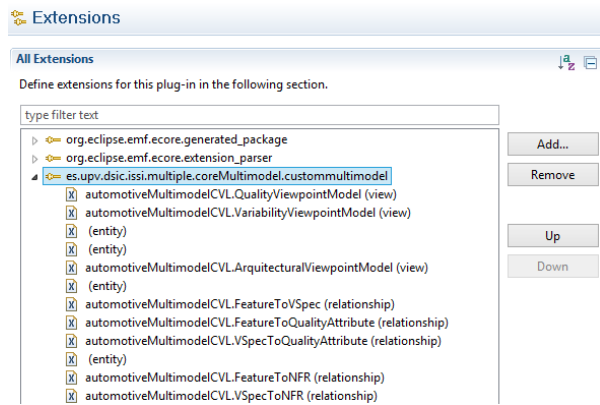 Extensions
All Extensions
Define extensions for this plug-in in the following section.
type filter text
org.eclipse.emf.ecore.generated_package
Add...
org.eclipse.emf.ecore.extension_parser
es.upv.dsic.issi.multiple.coreMultimodel.custommultimodel
Remove
automotiveMultimodelCVL.QualityViewpointModel (view)
automotiveMultimodelCVL.VariabilityViewpointModel (view)
(entity)
Up
(entity)
automotiveMultimodelCVL.ArquitecturalViewpointModel (view)
Down
(entity)
automotiveMultimodelCVL.FeatureToVSpec (relationship)
automotiveMultimodelCVL.FeatureToQualityAttribute (relationship)
automotiveMultimodelCVL.VSpecToQualityAttribute (relationship)
(entity)
automotiveMultimodelCVL.FeatureToNFR (relationship)
automotiveMultimodelCVL.VSpecToNFR (relationship)